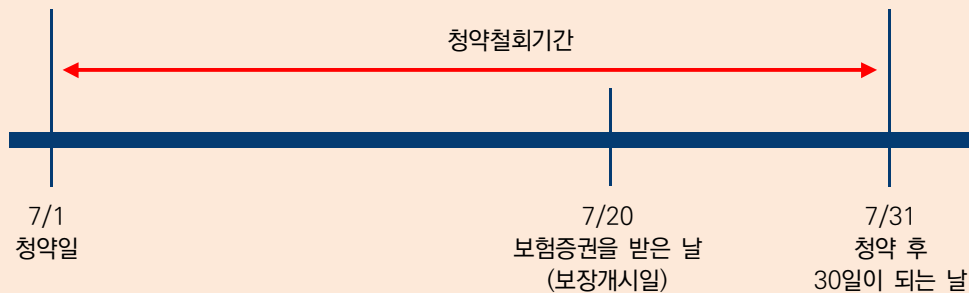 청약철회기간
7/1
청약일
7/20
보험증권을 받은 날
(보장개시일)
7/31
청약 후
30일이 되는 날